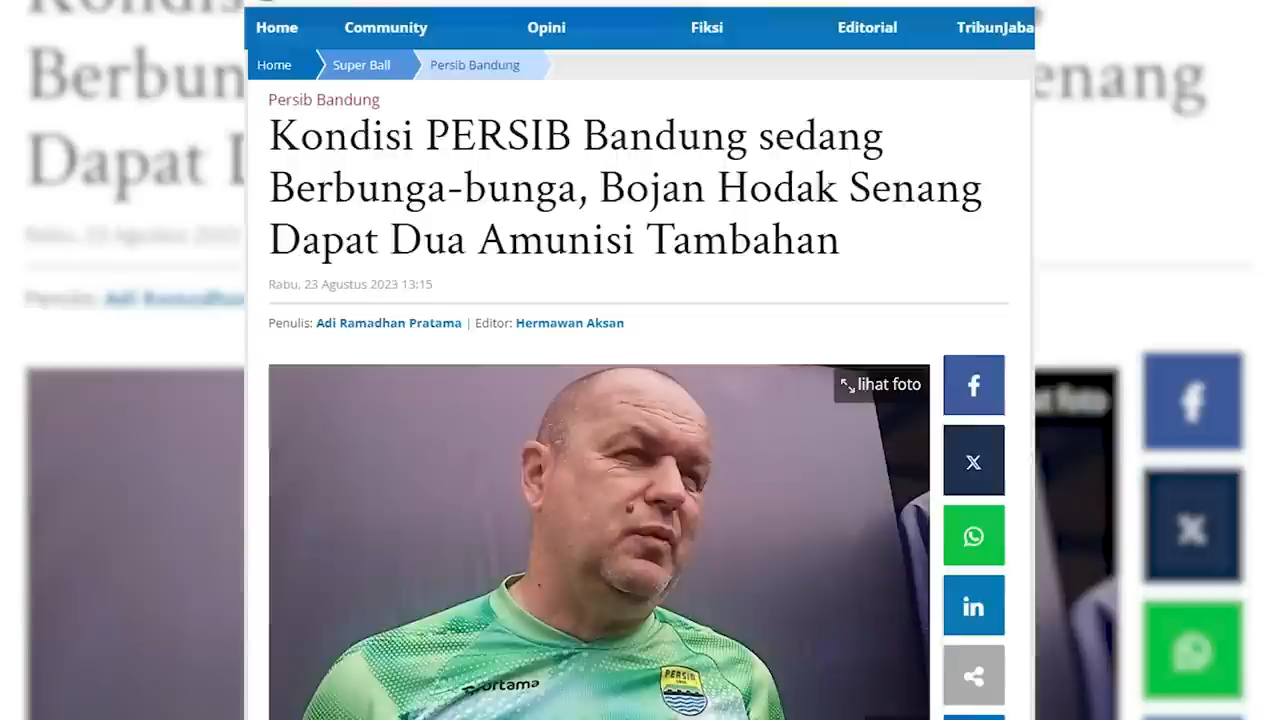 Home Community Opini Fiksi Editorial TribunJaba
Home Super Ball Persib Bandung
Persib Bandung
Kondisi PERSIB Bandung sedang
Berbunga-bunga, Bojan Hodak Senang
Dapat Dua Amunisi Tambahan
Rabu, 23 Agustus 2023 13:15
Penulis: Adi Ramadhan Pratama | Editor: Hermawan Aksan
lihat foto
Sportama
PERSIB